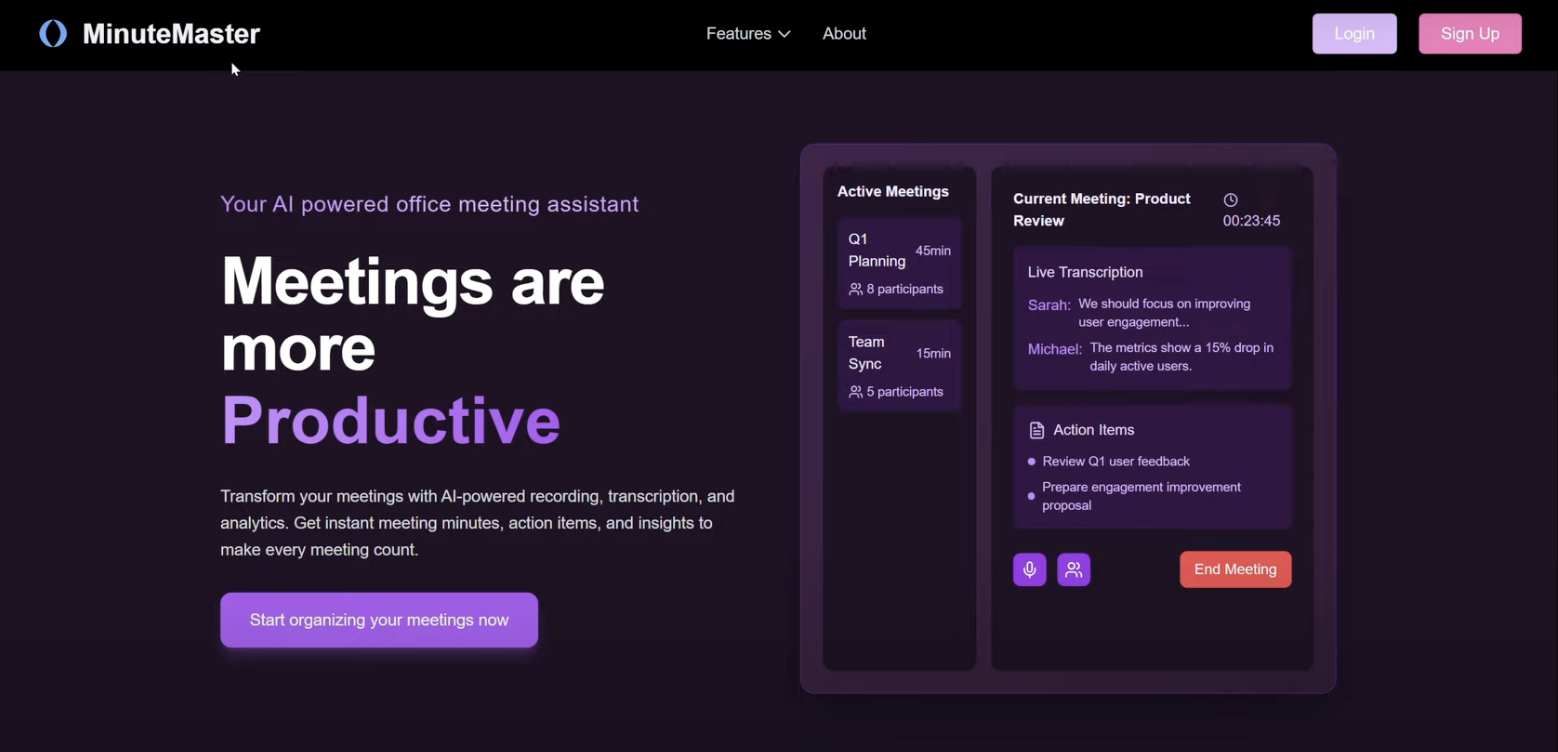 MinuteMaster
Features
About
Login
Sign Up
Your AI powered office meeting assistant
Meetings are
more
Productive
Transform your meetings with AI-powered recording, transcription, and
analytics. Get instant meeting minutes, action items, and insights to
make every meeting count.
Start organizing your meetings now
Active Meetings
Q1
Planning
45min
8 participants
Team
Sync
15min
5 participants
Current Meeting: Product
Review
00:23:45
Live Transcription
Sarah: We should focus on improving
user engagement...
Michael: The metrics show a 15% drop in
daily active users.
Action Items
Review Q1 user feedback
Prepare engagement improvement
proposal
End Meeting